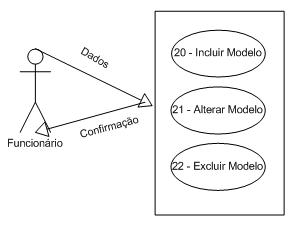 Dados
20 - Incluir Modelo
21 - Alterar Modelo
Confirmação
Funcionário
22 - Excluir Modelo